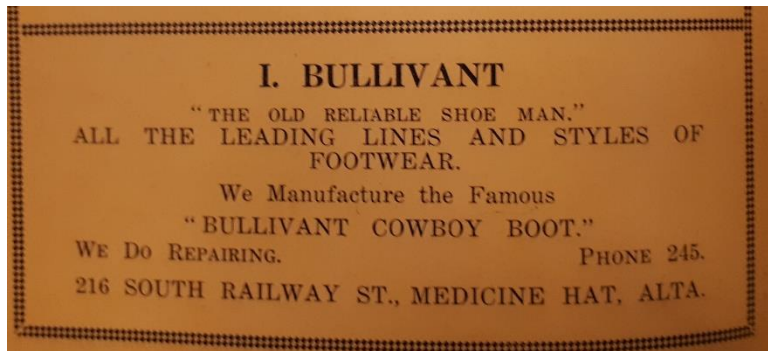 I. BULLIVANT
"THE OLD RELIABLE SHOE MAN."
ALL THE LEADING LINES AND STYLES OF
FOOTWEAR.
We Manufacture the Famous
"BULLIVANT COWBOY BOOT."
WE DO REPAIRING. PHONE 245.
216 SOUTH RAILWAY ST., MEDICINE HAT, ALTA.